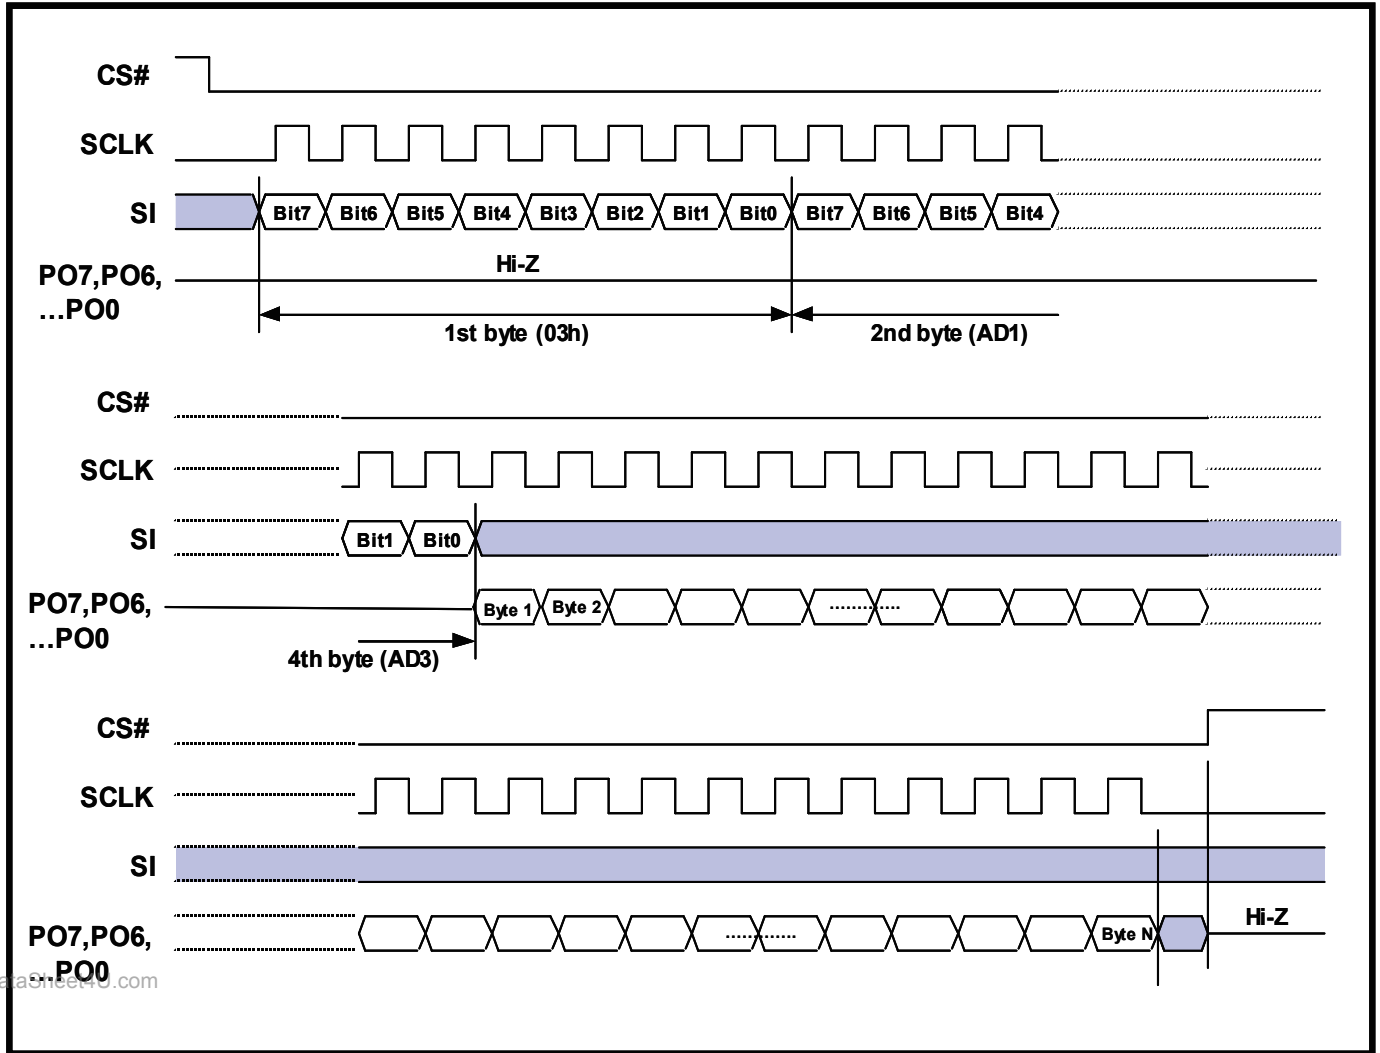 CS#
SCLK
SI Bit7 Bit6 Bit5 Bit4 Bit3 Bit2 Bit1 Bit0 Bit7 Bit6 Bit5 Bit4
Hi-Z
PO7,PO6,
...PO0
1st byte (03h) 2nd byte (AD1)
CS#
SCLK
SI Bit1 Bit0
PO7,PO6, Byte 1 Byte 2 ............
...PO0
4th byte (AD3)
CS#
SCLK
SI
Hi-Z
PO7,PO6, ............ Byte N
...PO0
ataSheet4U.com